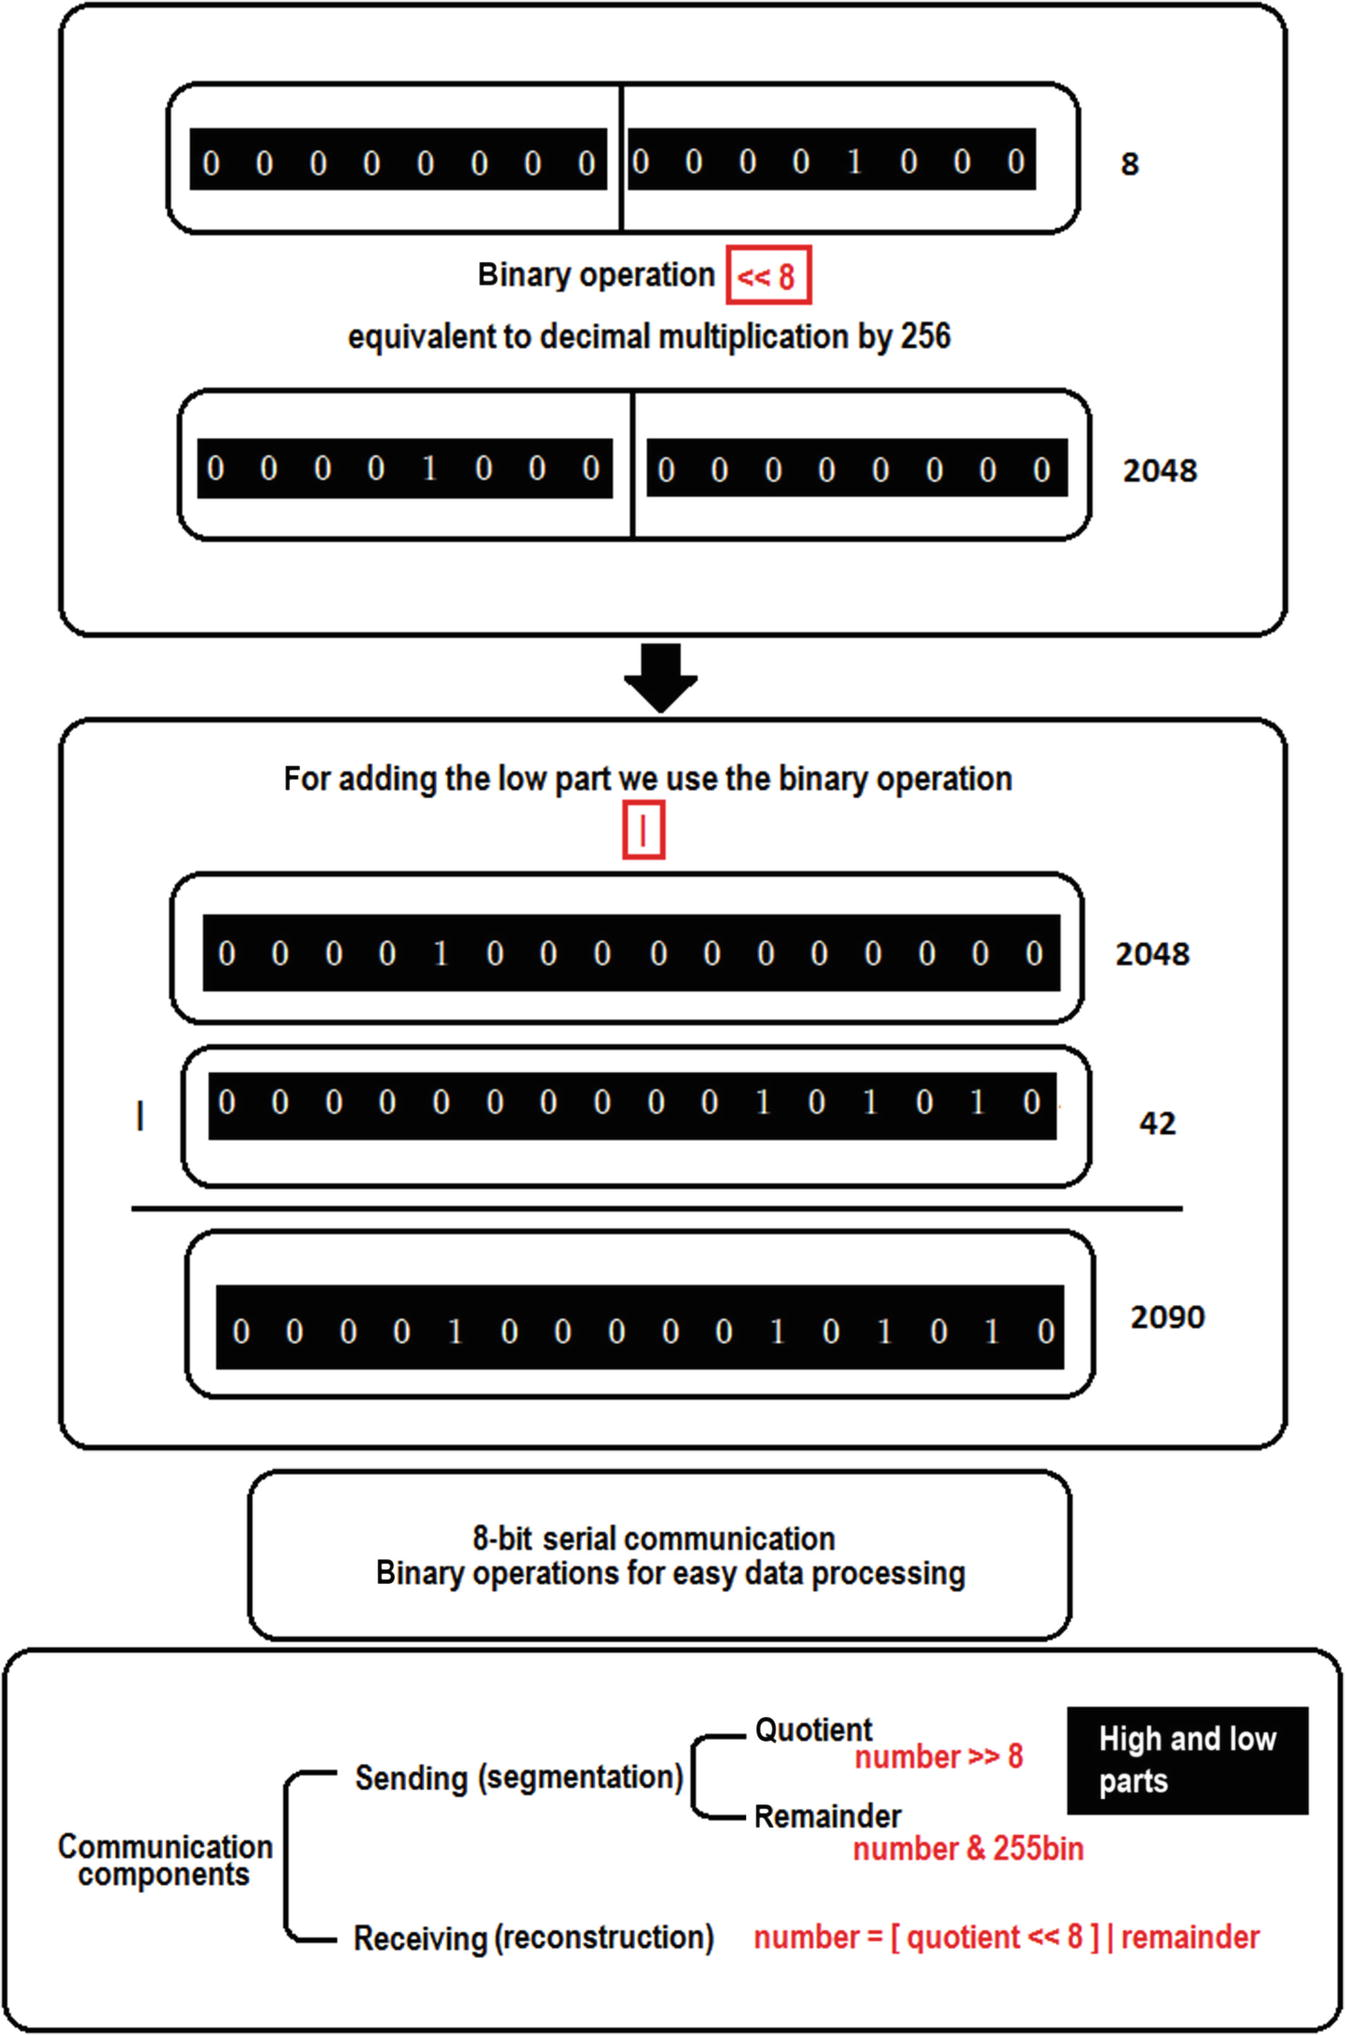 0 0 0 0 0 0 0 0 0 0 0 0 1 0 0 0 8
Binary operation << 8
equivalent to decimal multiplication by 256
0 0 0 0 1 0 0 0 0 0 0 0 0 0 0 0 2048
For adding the low part we use the binary operation
|
0 0 0 0 1 0 0 0 0 0 0 0 0 0 0 0 2048
| 0 0 0 0 0 0 0 0 0 0 1 0 1 0 1 0 42
0 0 0 0 1 0 0 0 0 0 1 0 1 0 1 0 2090
8-bit serial communication
Binary operations for easy data processing
Communication
components
Sending (segmentation)
Quotient
number >> 8
Remainder
number & 255bin
High and low
parts
Receiving (reconstruction) number = [ quotient << 8 ] | remainder